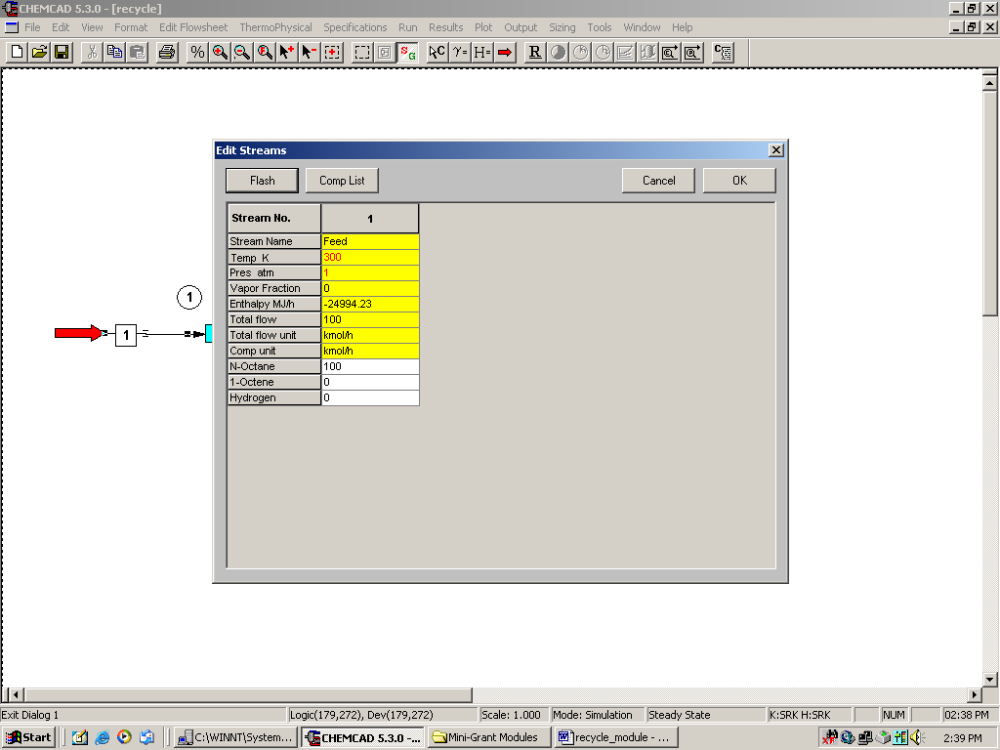 CHEMCAD 5.3.0 - [recycle]
File Edit View Format Edit Flowsheet ThermoPhysical Specifications Run Results Plot Output Sizing Tools Window Help
% S G C γ= H= R C
Edit Streams
Flash Comp List Cancel OK
Stream No. 1
Stream Name Feed
Temp K 300
Pres atm 1
Vapor Fraction 0
Enthalpy MJ/h -24994.23
Total flow 100
Total flow unit kmol/h
Comp unit kmol/h
N-Octane 100
1-Octene 0
Hydrogen 0
1
1
Exit Dialog 1 Logic(179,272), Dev(179,272) Scale: 1.000 Mode: Simulation Steady State K:SRK H:SRK NUM 02:38 PM
Start C:\WINNT\System... CHEMCAD 5.3.0 -... Mini-Grant Modules recycle_module - ... 2:39 PM